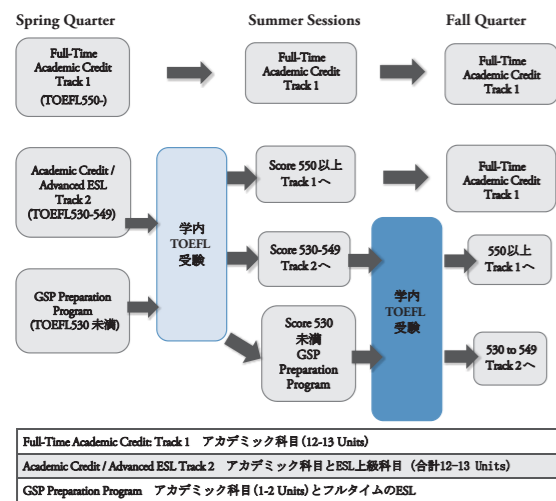 Spring Quarter
Summer Sessions
Fall Quarter
Full-Time
Academic Credit
Track 1
(TOEFL550-)
Full-Time
Academic Credit
Track 1
Full-Time
Academic Credit
Track 1
Academic Credit /
Advanced ESL
Track 2
(TOEFL530-549)
学内
TOEFL
受験
Score 550以上
Track 1へ
Full-Time
Academic Credit
Track 1
Score 530-549
Track 2へ
学内
TOEFL
受験
550以上
Track 1へ
GSP Preparation
Program
(TOEFL530 未満)
Score 530
未満
GSP
Preparation
Program
530 to 549
Track 2へ
Full-Time Academic Credit: Track 1 アカデミック科目(12-13 Units)
Academic Credit / Advanced ESL Track 2 アカデミック科目とESL上級科目 (合計12-13 Units)
GSP Preparation Program アカデミック科目(1-2 Units)とフルタイムのESL